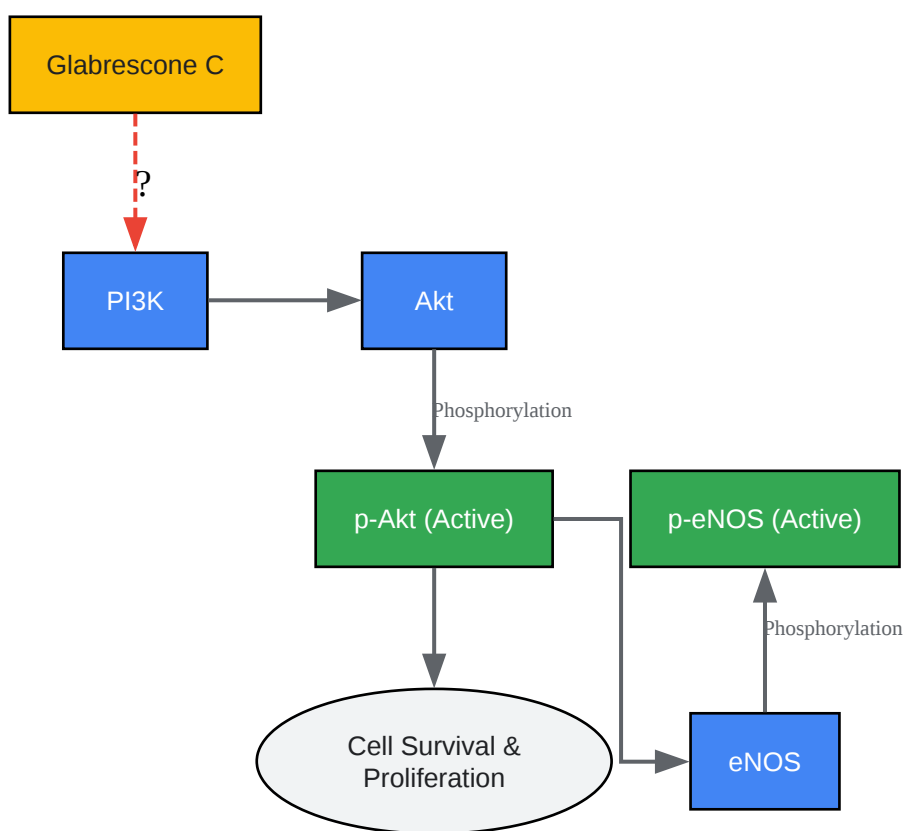 Glabrescone C
?
PI3K
Akt
Phosphorylation
p-Akt (Active)
p-eNOS (Active)
Phosphorylation
Cell Survival &
Proliferation
eNOS